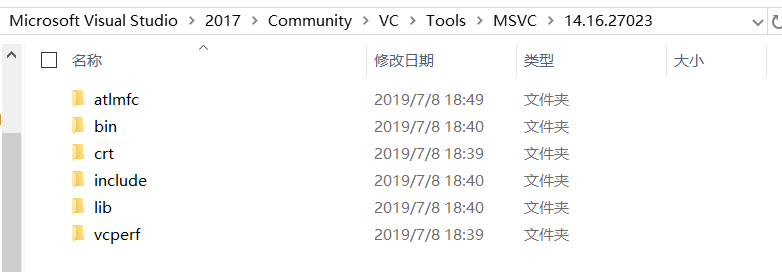 Microsoft Visual Studio > 2017 > Community > VC > Tools > MSVC > 14.16.27023
名称 修改日期 类型 大小
atlmfc 2019/7/8 18:49 文件夹
bin 2019/7/8 18:40 文件夹
crt 2019/7/8 18:39 文件夹
include 2019/7/8 18:40 文件夹
lib 2019/7/8 18:40 文件夹
vcperf 2019/7/8 18:39 文件夹